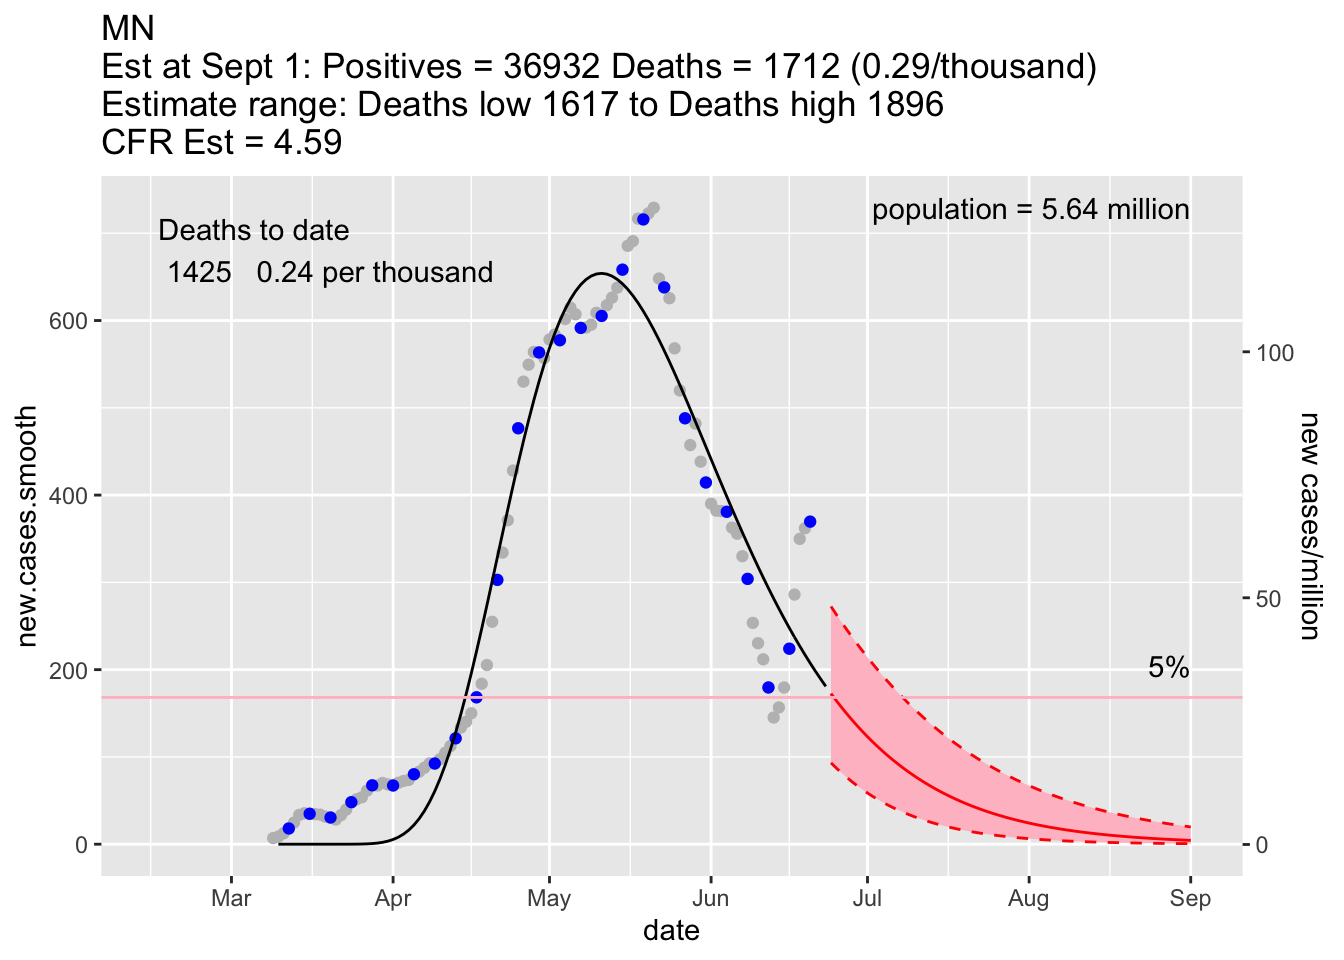 MN
Est at Sept 1: Positives = 36932 Deaths = 1712 (0.29/thousand)
Estimate range: Deaths low 1617 to Deaths high 1896
CFR Est = 4.59
Deaths to date
1425 0.24 per thousand
population = 5.64 million
5%
new.cases.smooth
600
400
200
0
new cases/million
100
50
0
Mar Apr May Jun Jul Aug Sep
date